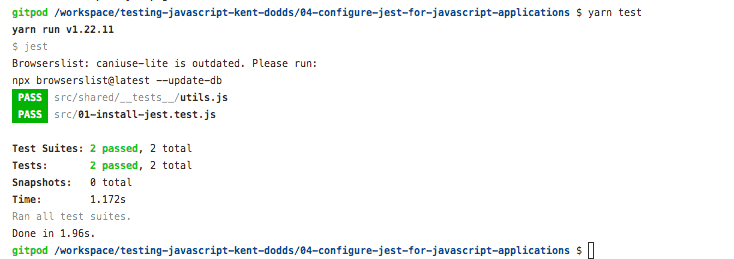 gitpod /workspace/testing-javascript-kent-dodds/04-configure-jest-for-javascript-applications $ yarn test
yarn run v1.22.11
$ jest
Browserslist: caniuse-lite is outdated. Please run:
npx browserslist@latest --update-db
PASS src/shared/__tests__/utils.js
PASS src/01-install-jest.test.js
Test Suites: 2 passed, 2 total
Tests: 2 passed, 2 total
Snapshots: 0 total
Time: 1.172s
Ran all test suites.
Done in 1.96s.
gitpod /workspace/testing-javascript-kent-dodds/04-configure-jest-for-javascript-applications $